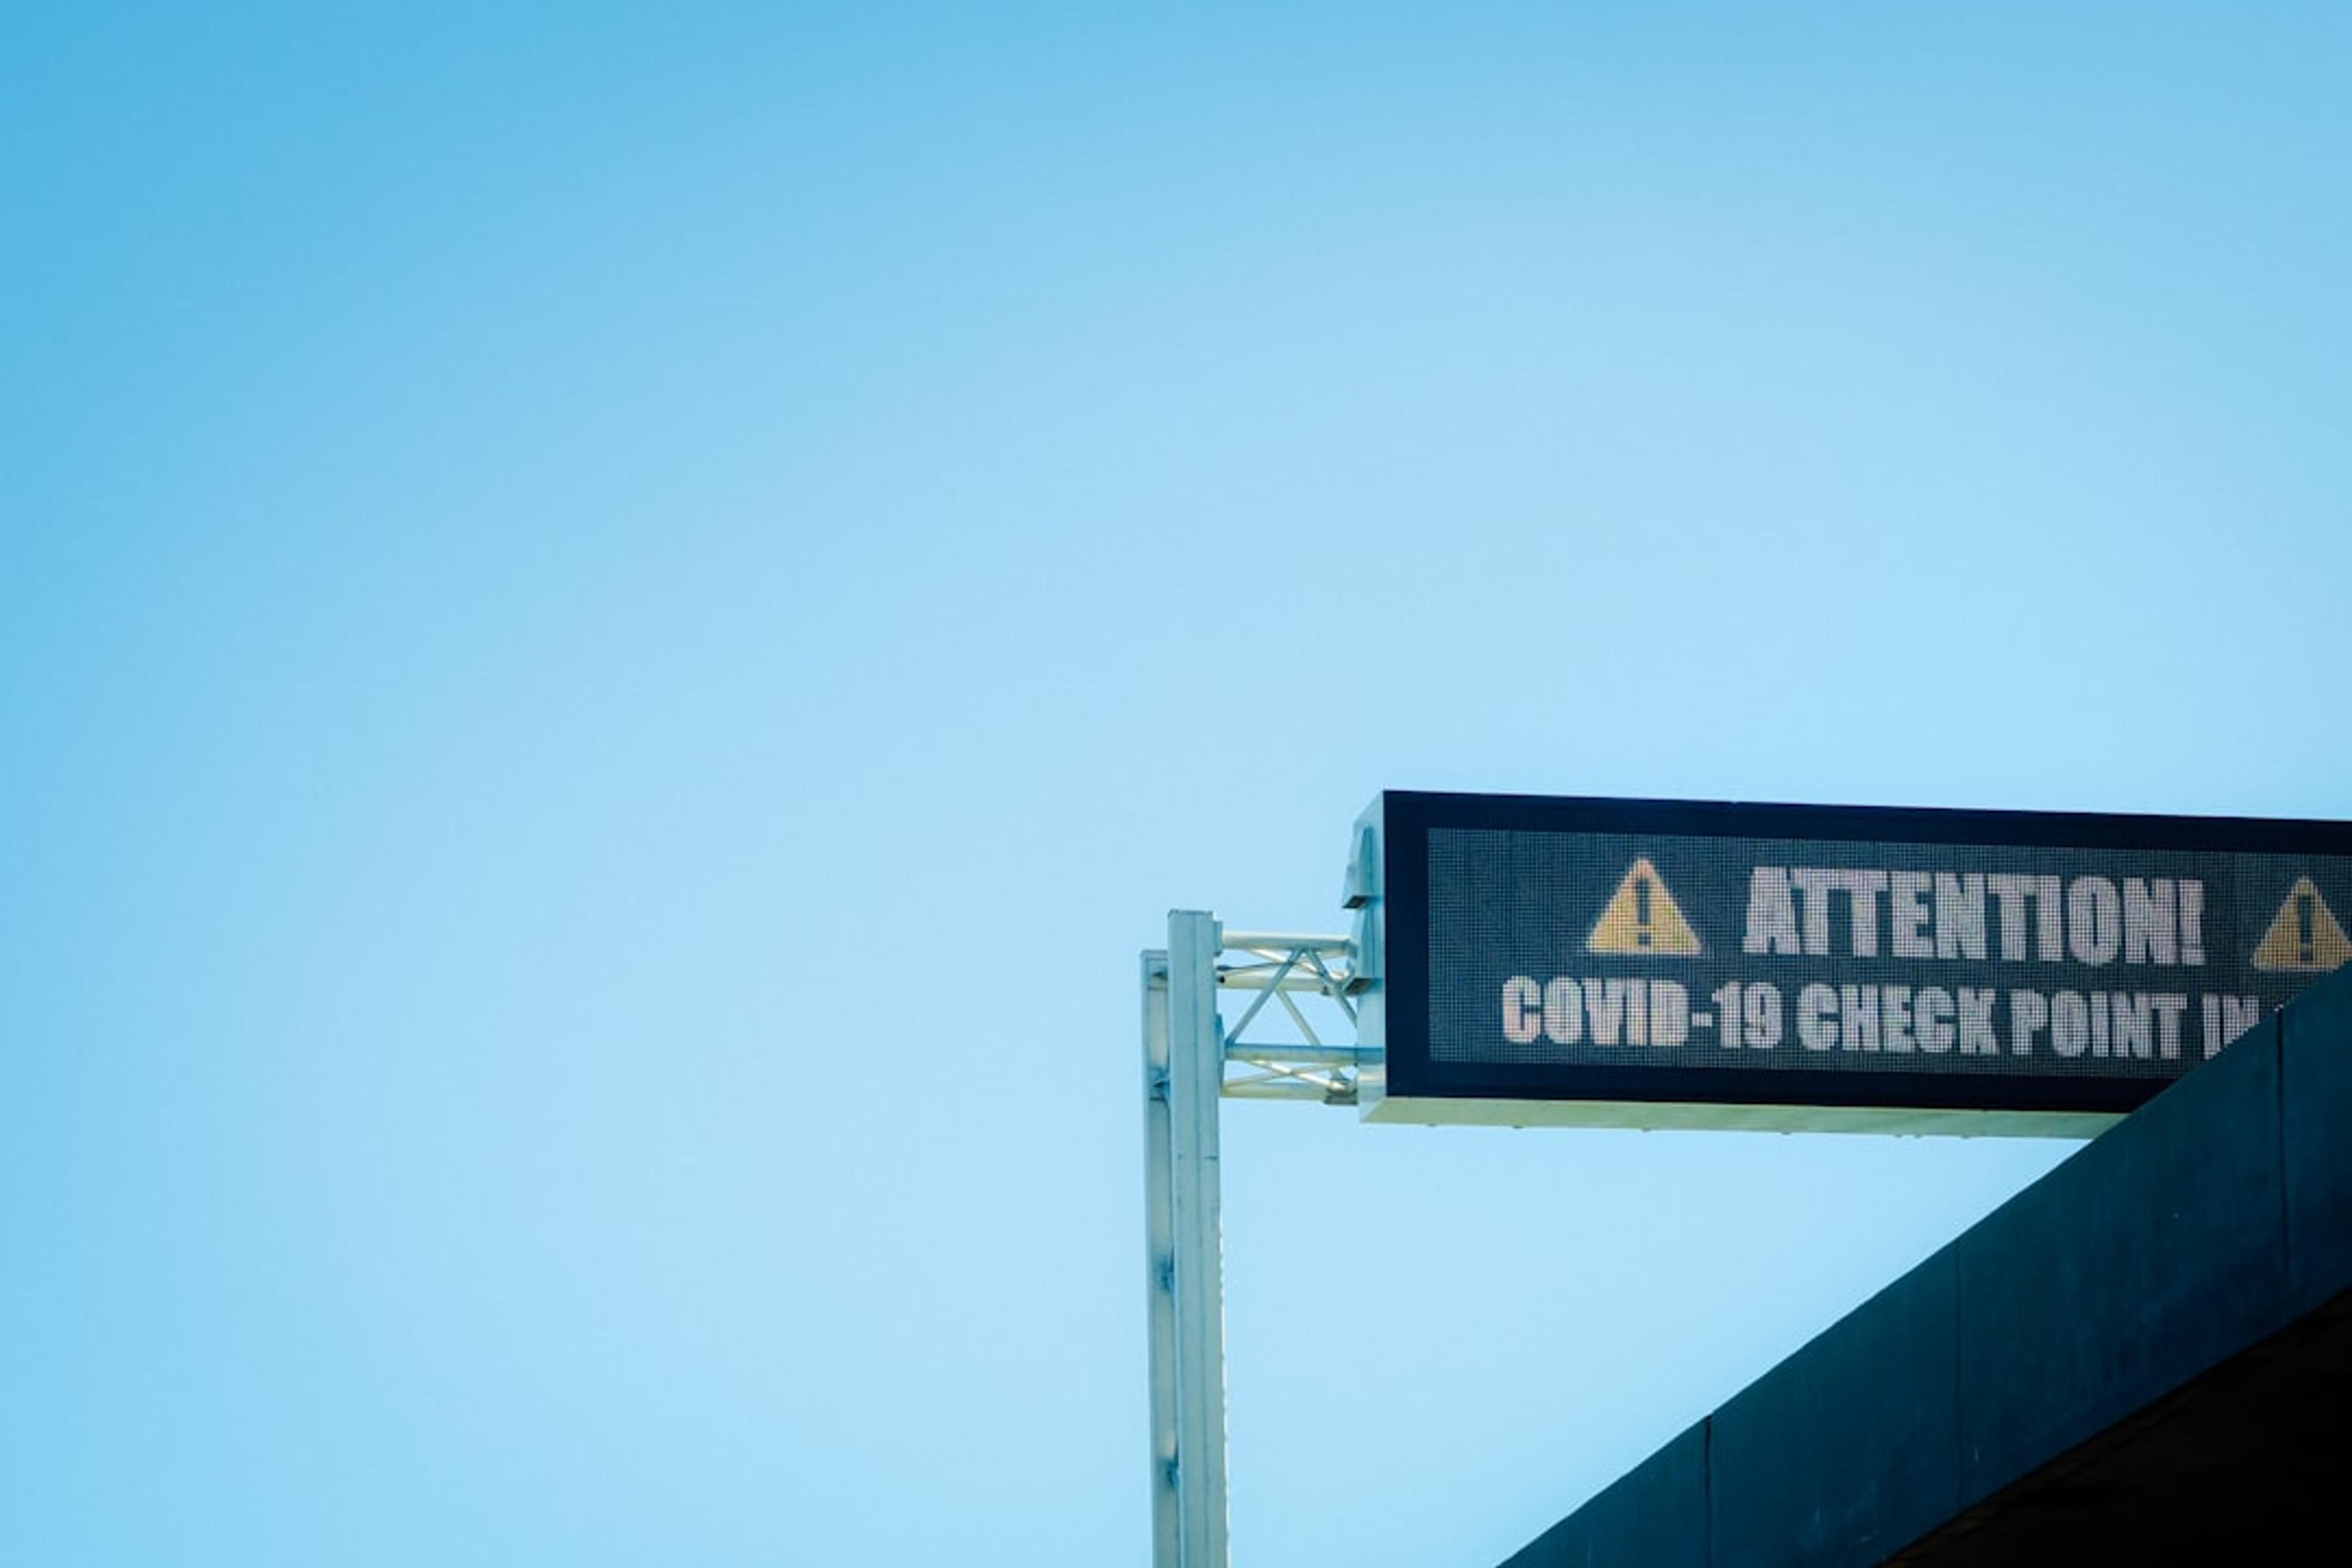 ATTENTION!
COVID-19 CHECK POINT IN